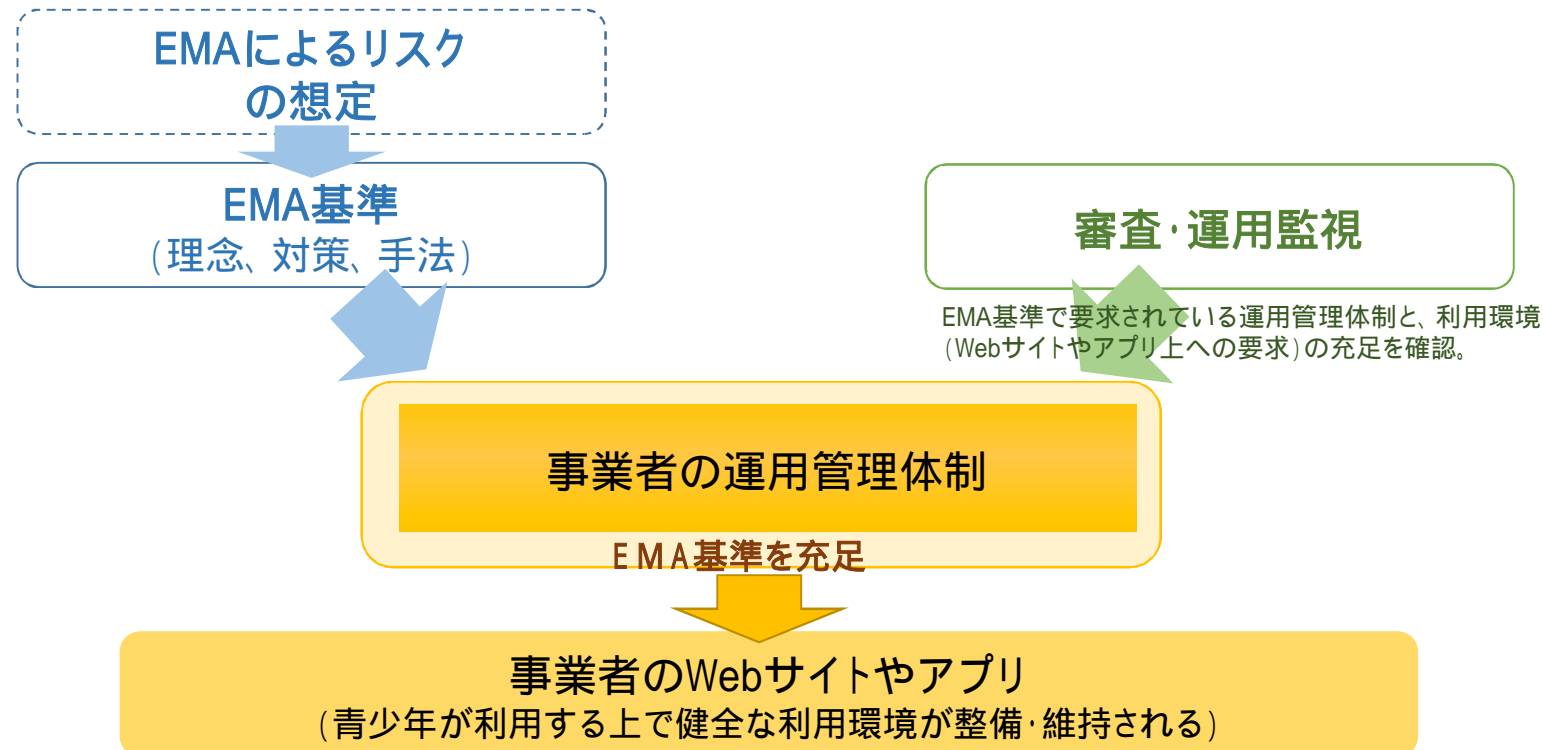 EMAによるリスク
の想定
EMA基準
(理念、対策、手法)
審査・運用監視
EMA基準で要求されている運用管理体制と、利用環境
(Webサイトやアプリ上への要求)の充足を確認。
事業者の運用管理体制
EMA基準を充足
事業者のWebサイトやアプリ
(青少年が利用する上で健全な利用環境が整備・維持される)